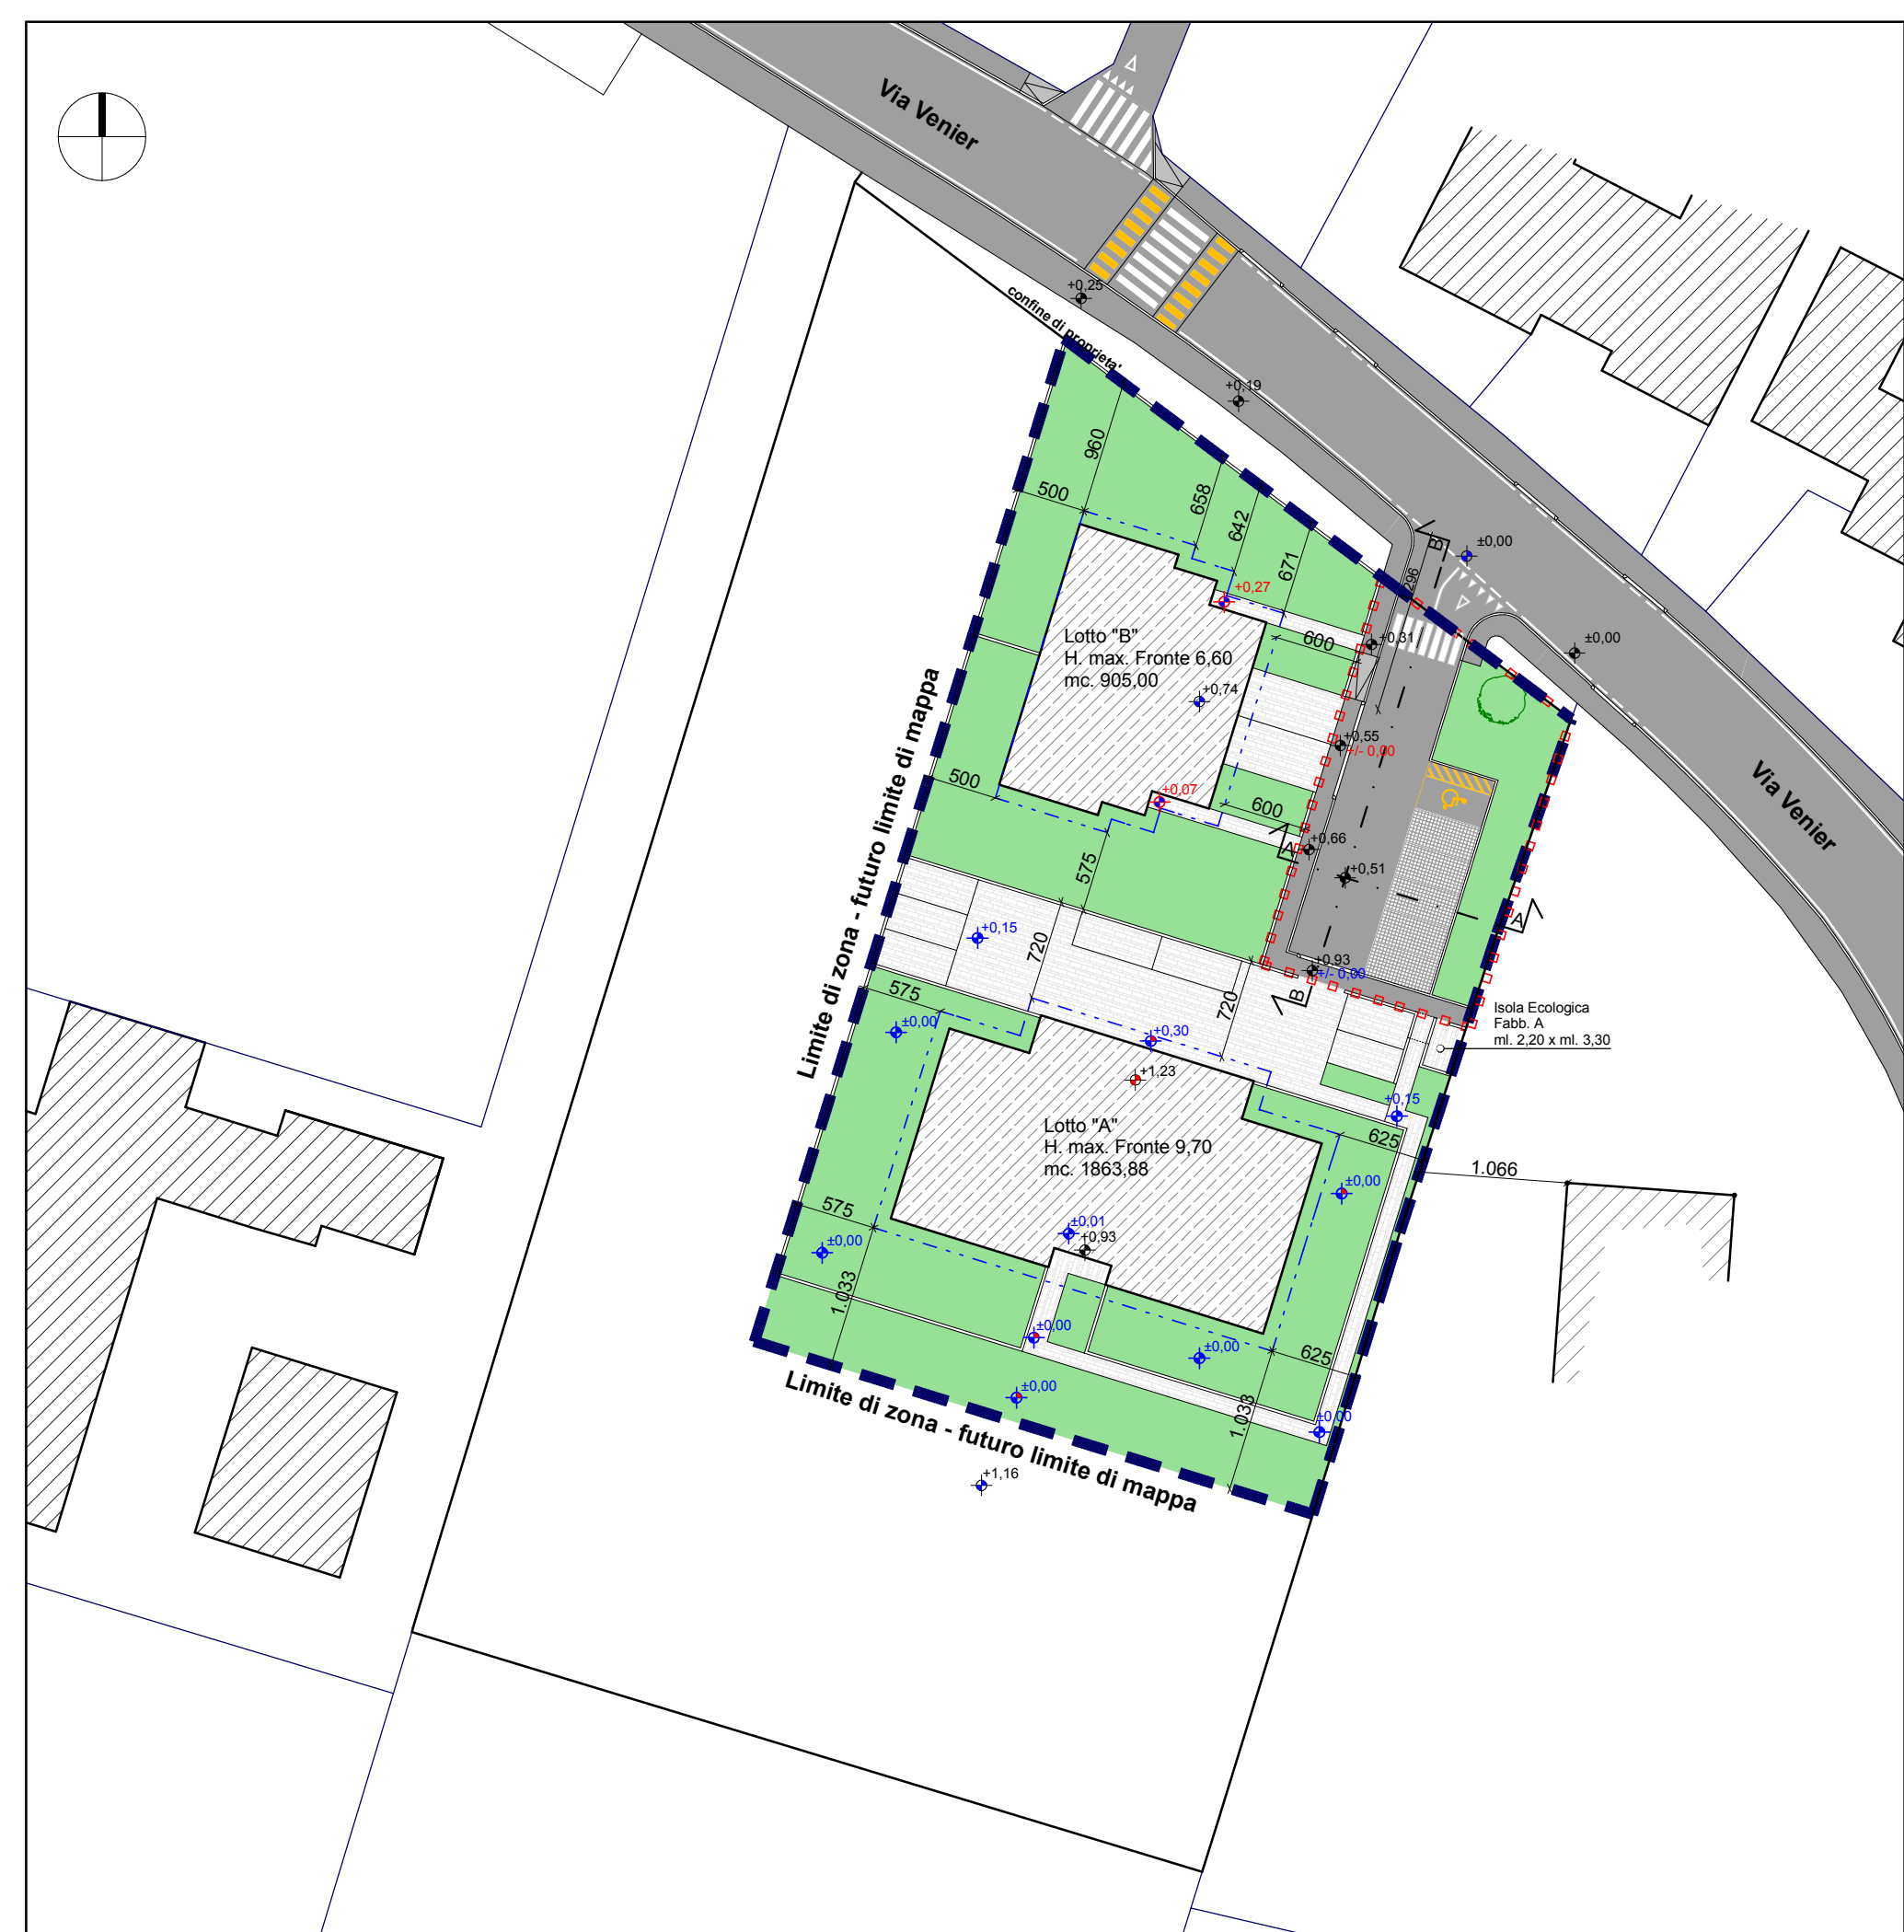 Via Venier
+0,25
confine di proprieta'
+0,19
960
500
658
642
671
B
±0,00
296
+0,27
600
+0,31
±0,00
Lotto "B"
H. max. Fronte 6,60
mc. 905,00
+0,74
+0,55
+/- 0,00
Via Venier
500
+0,07
600
+0,66
A
575
+0,51
Limite di zona - futuro limite di mappa
A
720
+0,15
+0,93
+/- 0,00
B
720
575
Isola Ecologica
Fabb. A
ml. 2,20 x ml. 3,30
±0,00
+0,30
+1,23
+0,15
Lotto "A"
H. max. Fronte 9,70
mc. 1863,88
625
1.066
±0,00
575
±0,01
+0,93
±0,00
1.033
±0,00
±0,00
625
±0,00
1.033
±0,00
Limite di zona - futuro limite di mappa
+1,16